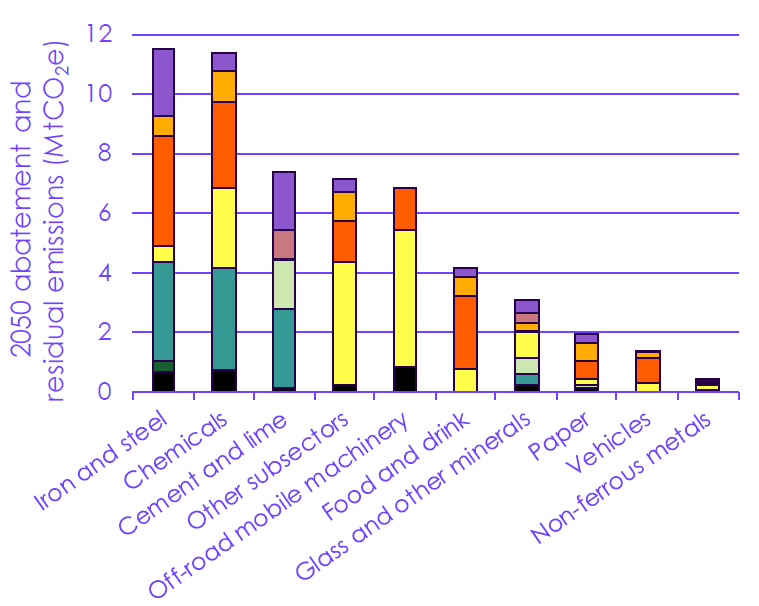 2050 abatement and
residual emissions (MtCO₂e)
12
10
8
6
4
2
0
Iron and steel
Chemicals
Cement and lime
Other subsectors
Off-road mobile machinery
Food and drink
Glass and other minerals
Paper
Vehicles
Non-ferrous metals